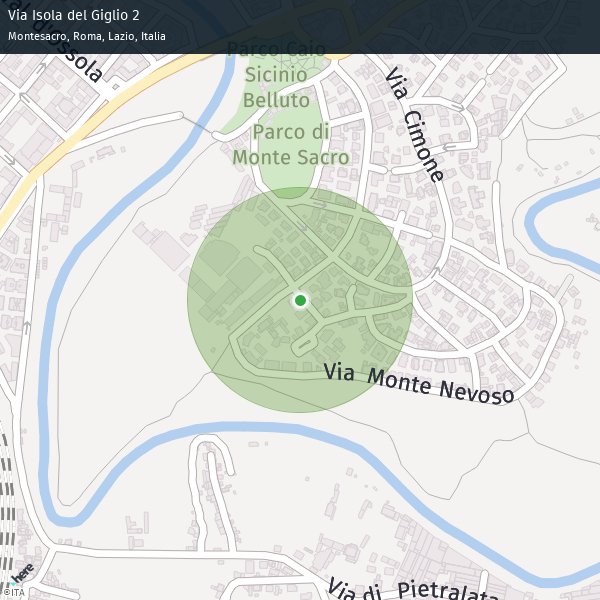 Via Isola del Giglio 2
Montesacro, Roma, Lazio, Italia
d'ossola
Parco Caio
Sicinio
Belluto
Parco di
Monte Sacro
Via Cimone
Via Monte Nevoso
Via di Pietralata
here
©ITA